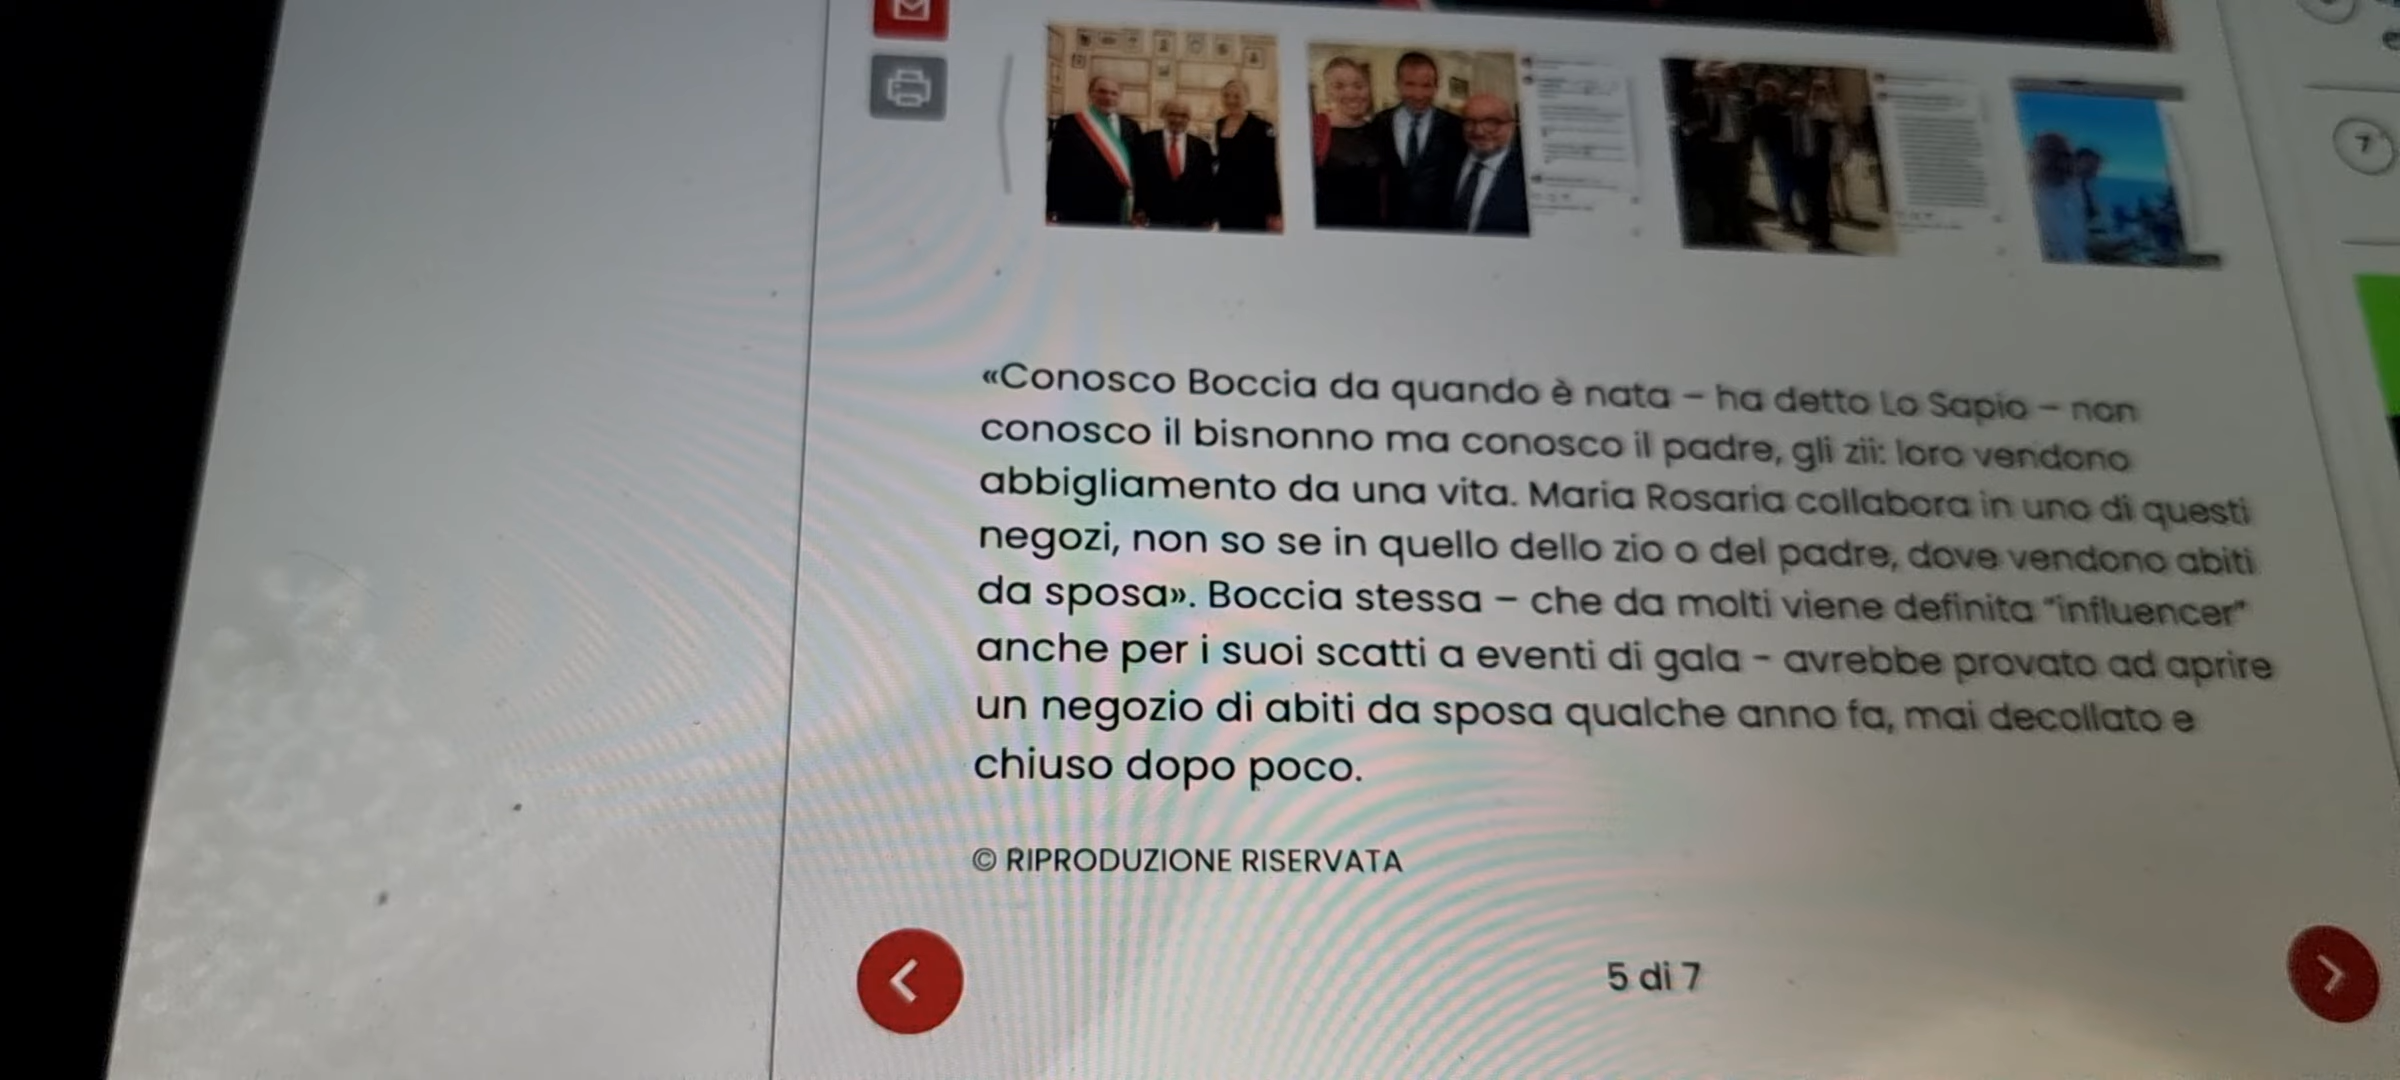 7
«Conosco Boccia da quando è nata – ha detto Lo Sapio – non
conosco il bisnonno ma conosco il padre, gli zii: loro vendono
abbigliamento da una vita. Maria Rosaria collabora in uno di questi
negozi, non so se in quello dello zio o del padre, dove vendono abiti
da sposa». Boccia stessa – che da molti viene definita “influencer”
anche per i suoi scatti a eventi di gala - avrebbe provato ad aprire
un negozio di abiti da sposa qualche anno fa, mai decollato e
chiuso dopo poco.
© RIPRODUZIONE RISERVATA
5 di 7